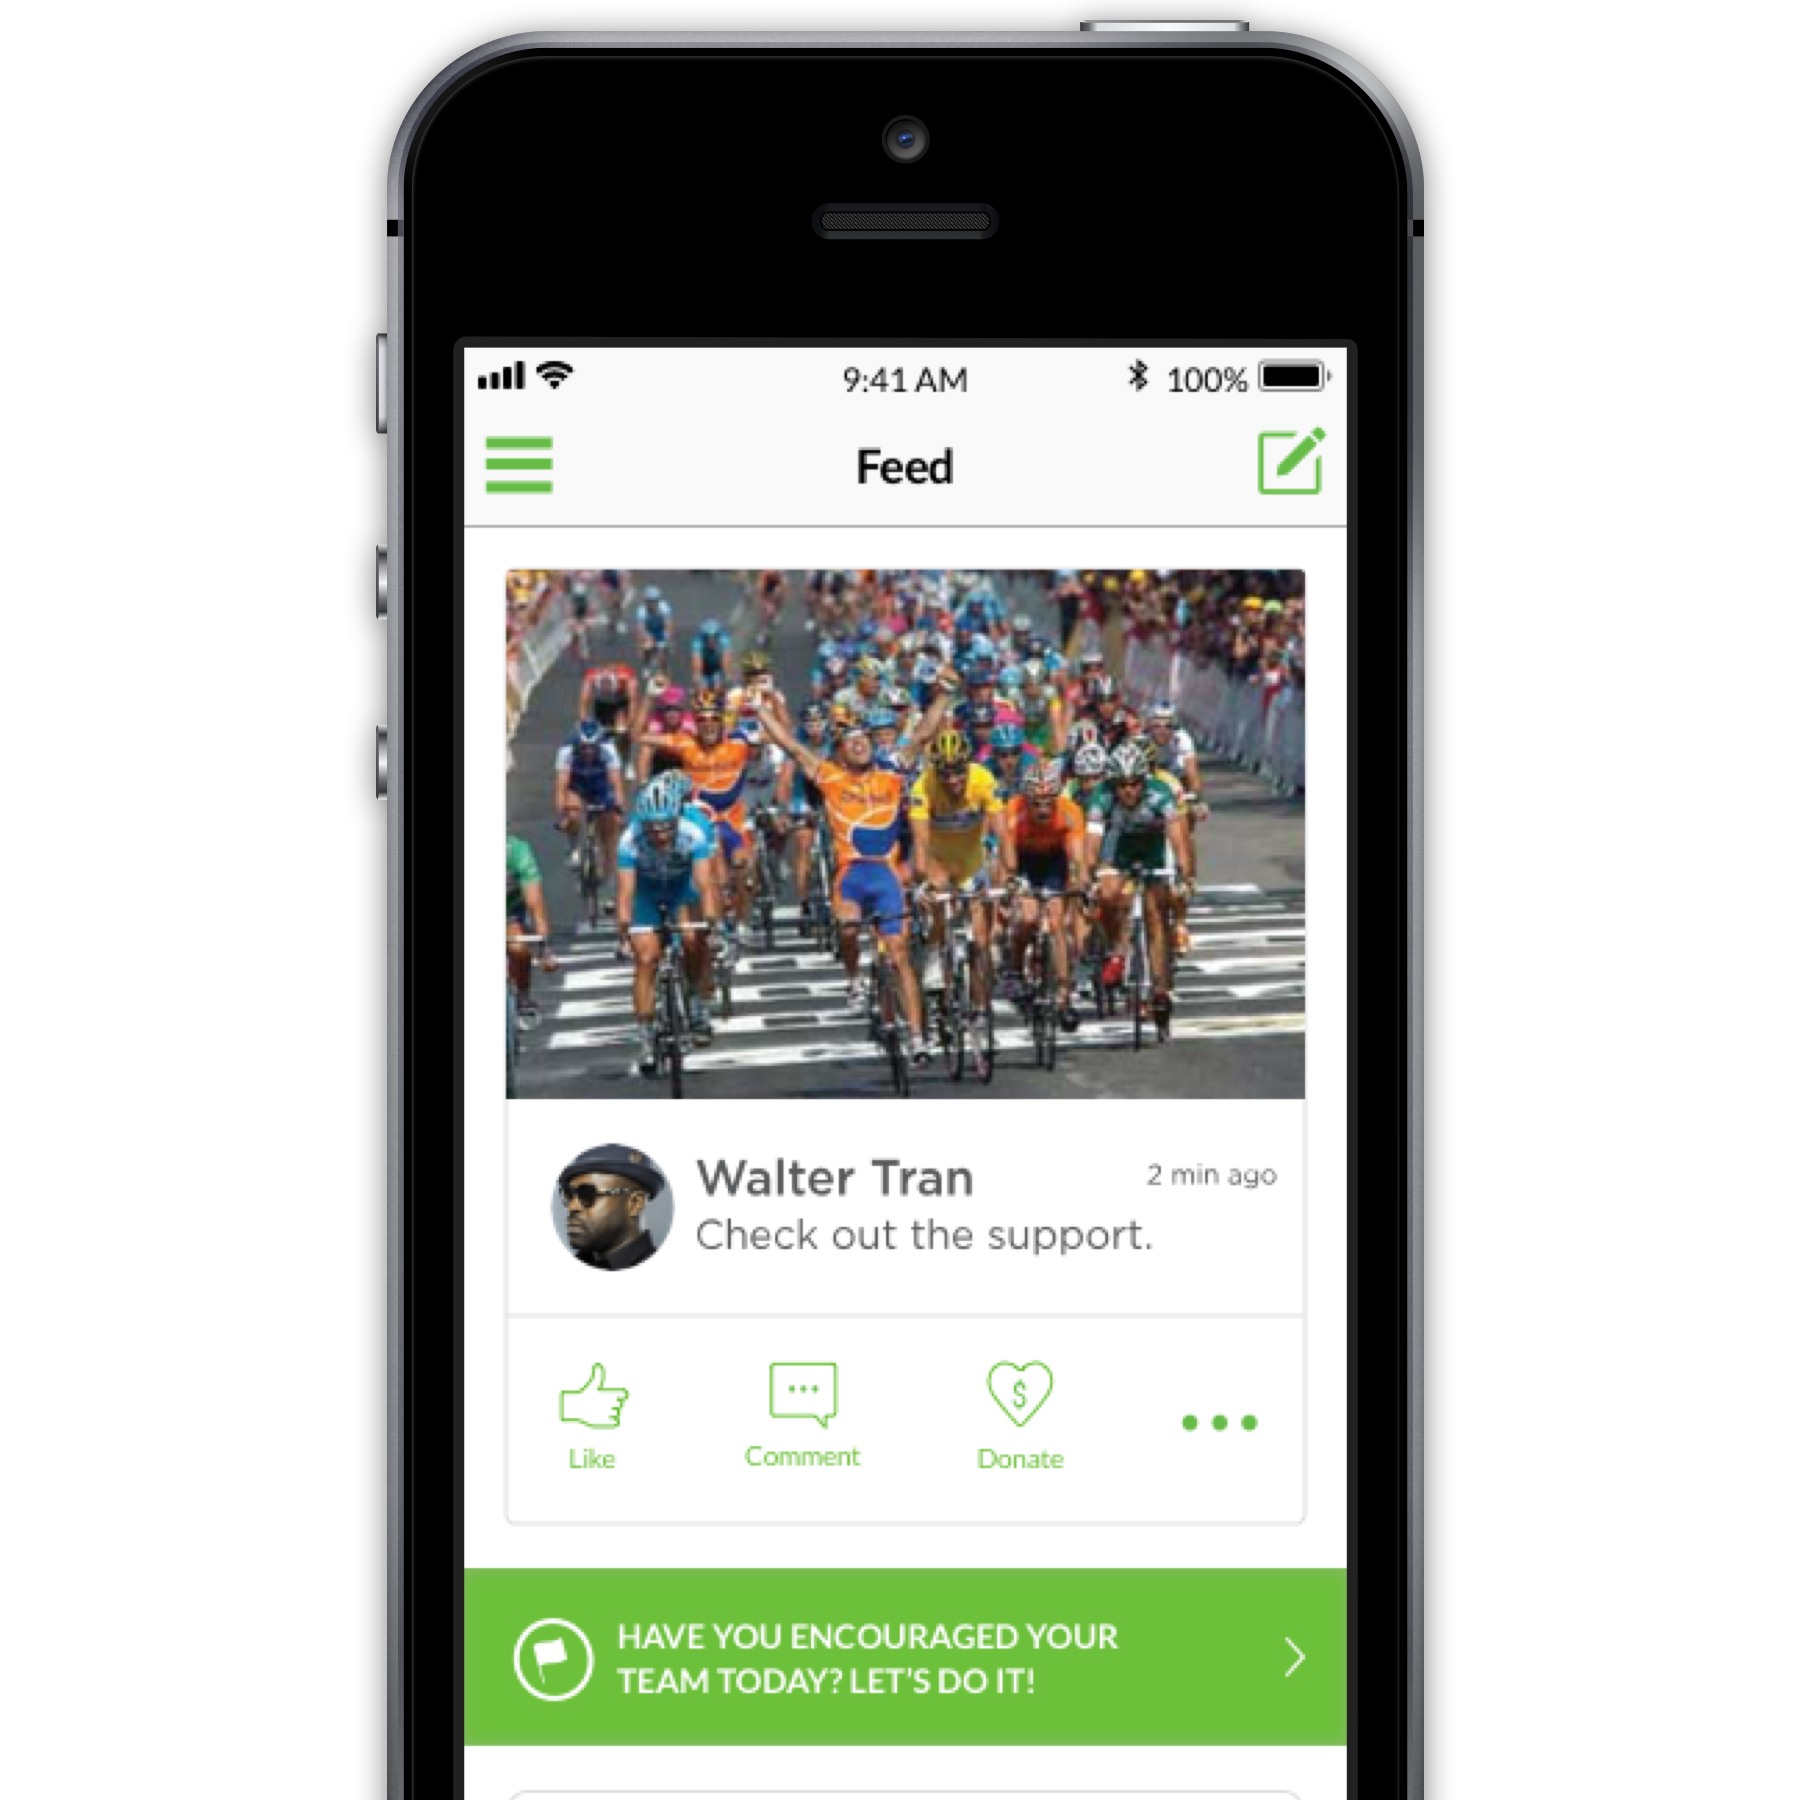 9:41 AM
100%
Feed
Walter Tran
2 min ago
Check out the support.
$
Like
Comment
Donate
HAVE YOU ENCOURAGED YOUR
TEAM TODAY? LET'S DO IT!